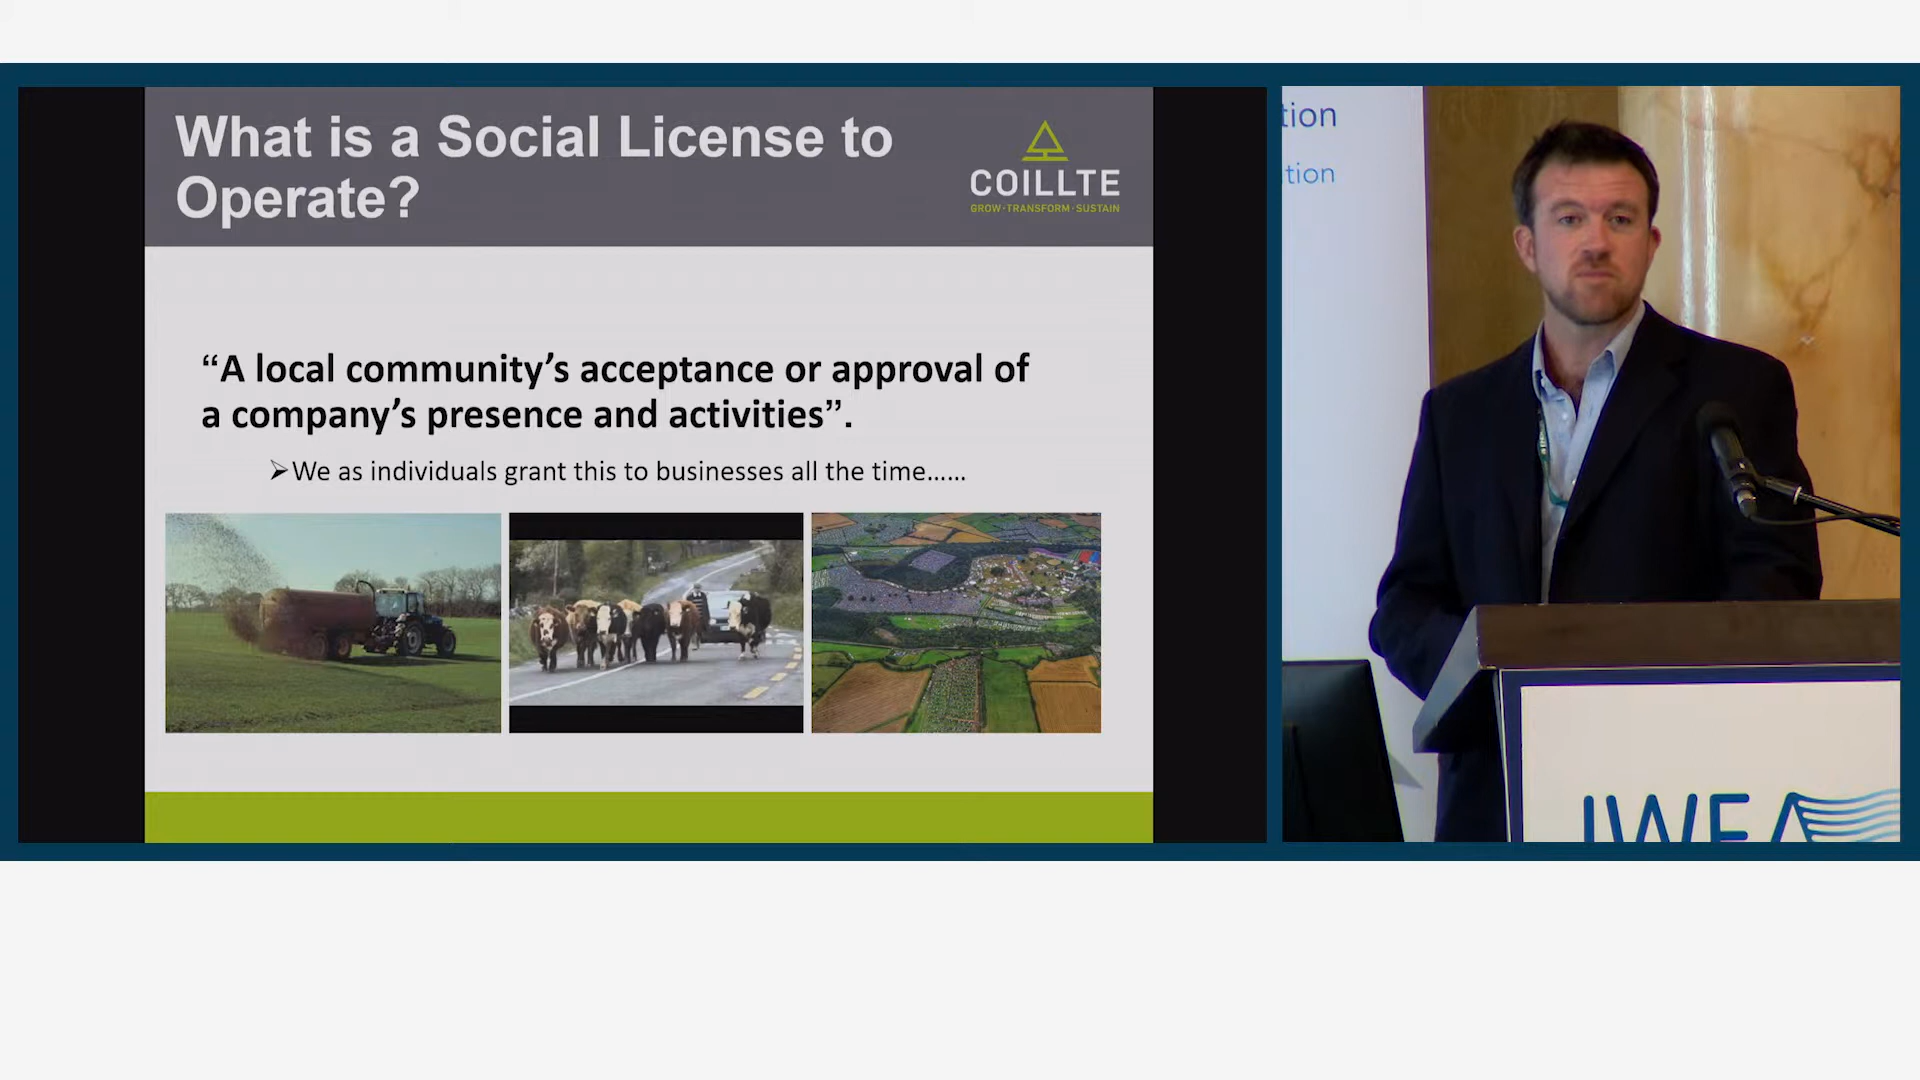 What is a Social License to
Operate?
COILLTE
GROW·TRANSFORM·SUSTAIN
“A local community’s acceptance or approval of
a company’s presence and activities”.
➢We as individuals grant this to businesses all the time......
tion
tion
IWEA